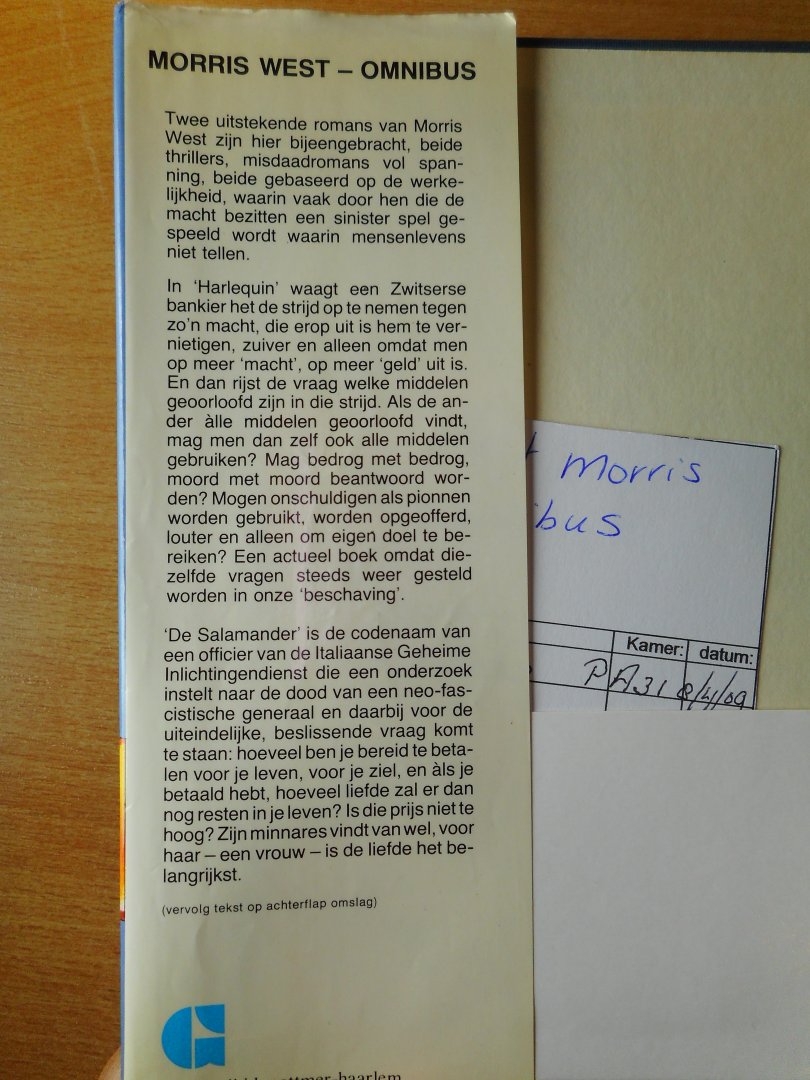 MORRIS WEST – OMNIBUS
Twee uitstekende romans van Morris
West zijn hier bijeengebracht, beide
thrillers, misdaadromans vol span-
ning, beide gebaseerd op de werke-
lijkheid, waarin vaak door hen die de
macht bezitten een sinister spel ge-
speeld wordt waarin mensenlevens
niet tellen.
In ‘Harlequin’ waagt een Zwitserse
bankier het de strijd op te nemen tegen
zo’n macht, die erop uit is hem te ver-
nietigen, zuiver en alleen omdat men
op meer ‘macht’, op meer ‘geld’ uit is.
En dan rijst de vraag welke middelen
geoorloofd zijn in die strijd. Als de an-
der àlle middelen geoorloofd vindt,
mag men dan zelf ook alle middelen
gebruiken? Mag bedrog met bedrog,
moord met moord beantwoord wor-
den? Mogen onschuldigen als pionnen
worden gebruikt, worden opgeofferd,
louter en alleen om eigen doel te be-
reiken? Een actueel boek omdat die-
zelfde vragen steeds weer gesteld
worden in onze ‘beschaving’.
‘De Salamander’ is de codenaam van
een officier van de Italiaanse Geheime
Inlichtingendienst die een onderzoek
instelt naar de dood van een neo-fas-
cistische generaal en daarbij voor de
uiteindelijke, beslissende vraag komt
te staan: hoeveel ben je bereid te beta-
len voor je leven, voor je ziel, en àls je
betaald hebt, hoeveel liefde zal er dan
nog resten in je leven? Is die prijs niet te
hoog? Zijn minnares vindt van wel, voor
haar – een vrouw – is de liefde het be-
langrijkst.
(vervolg tekst op achterflap omslag)
haarlem
Morris
ibus
Kamer: datum:
PA31 8/4/09